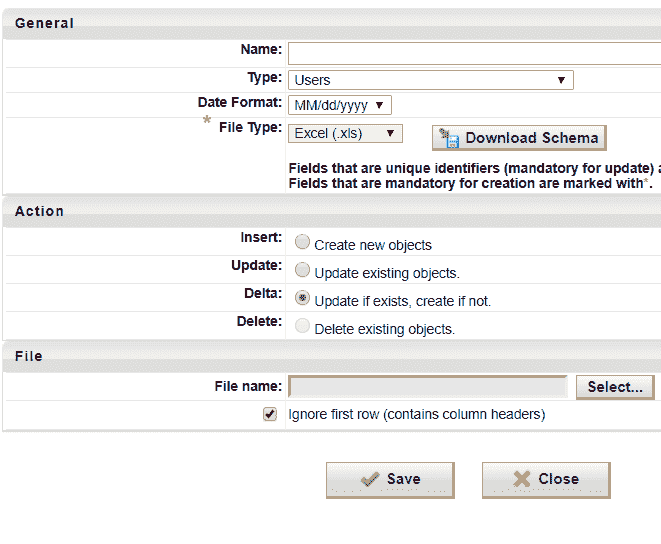 General
Name:
Type: Users
Date Format: MM/dd/yyyy
* File Type: Excel (.xls) Download Schema
Fields that are unique identifiers (mandatory for update) a
Fields that are mandatory for creation are marked with*.
Action
Insert: Create new objects
Update: Update existing objects.
Delta: Update if exists, create if not.
Delete: Delete existing objects.
File
File name: Select...
Ignore first row (contains column headers)
Save Close